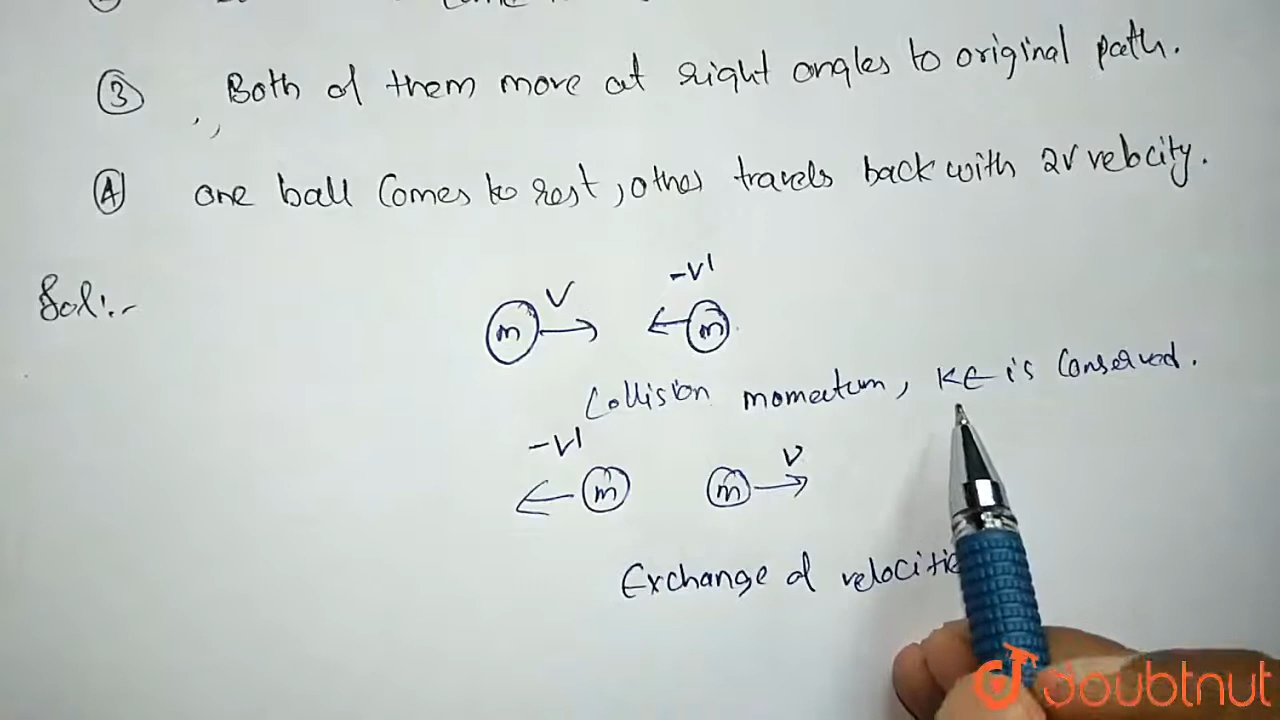 ③ Both of them move at right angles to original path.
④ one ball comes to rest, other travels back with 2v velocity.
Sol:-
V -V'
m m
Collision momentum, KE is conserved.
-V' V
m m
Exchange of
doubtnut